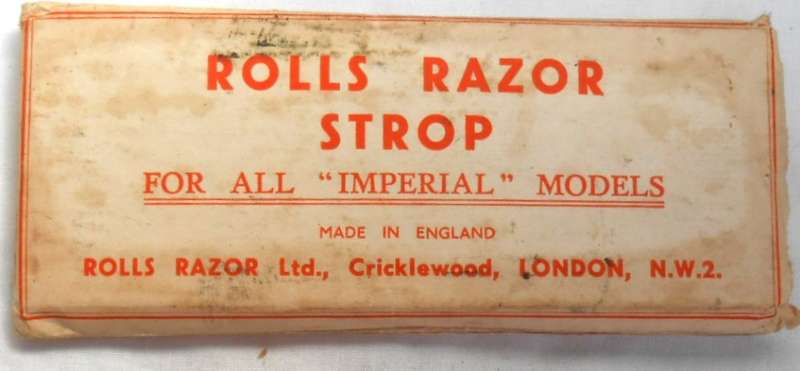 ROLLS RAZOR
STROP
FOR ALL "IMPERIAL" MODELS
MADE IN ENGLAND
ROLLS RAZOR Ltd., Cricklewood, LONDON, N.W.2.